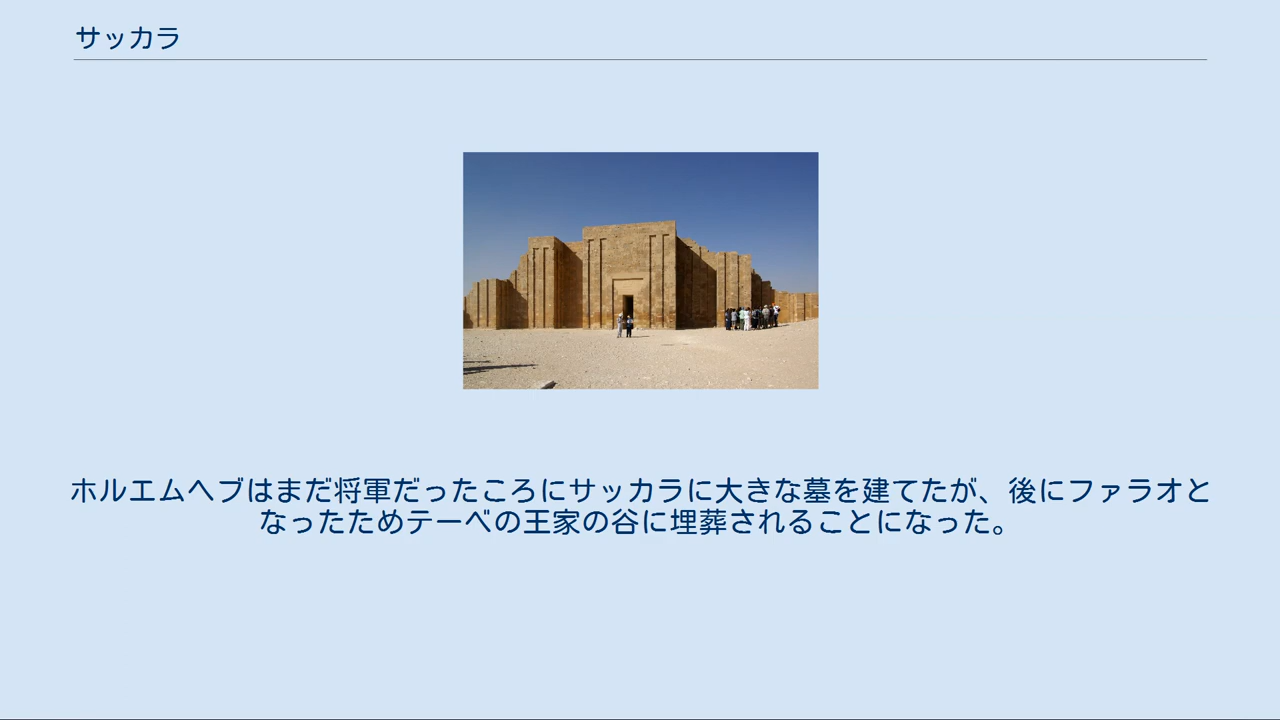 サッカラ
ホルエムヘブはまだ将軍だったころにサッカラに大きな墓を建てたが、後にファラオと
なったためテーベの王家の谷に埋葬されることになった。